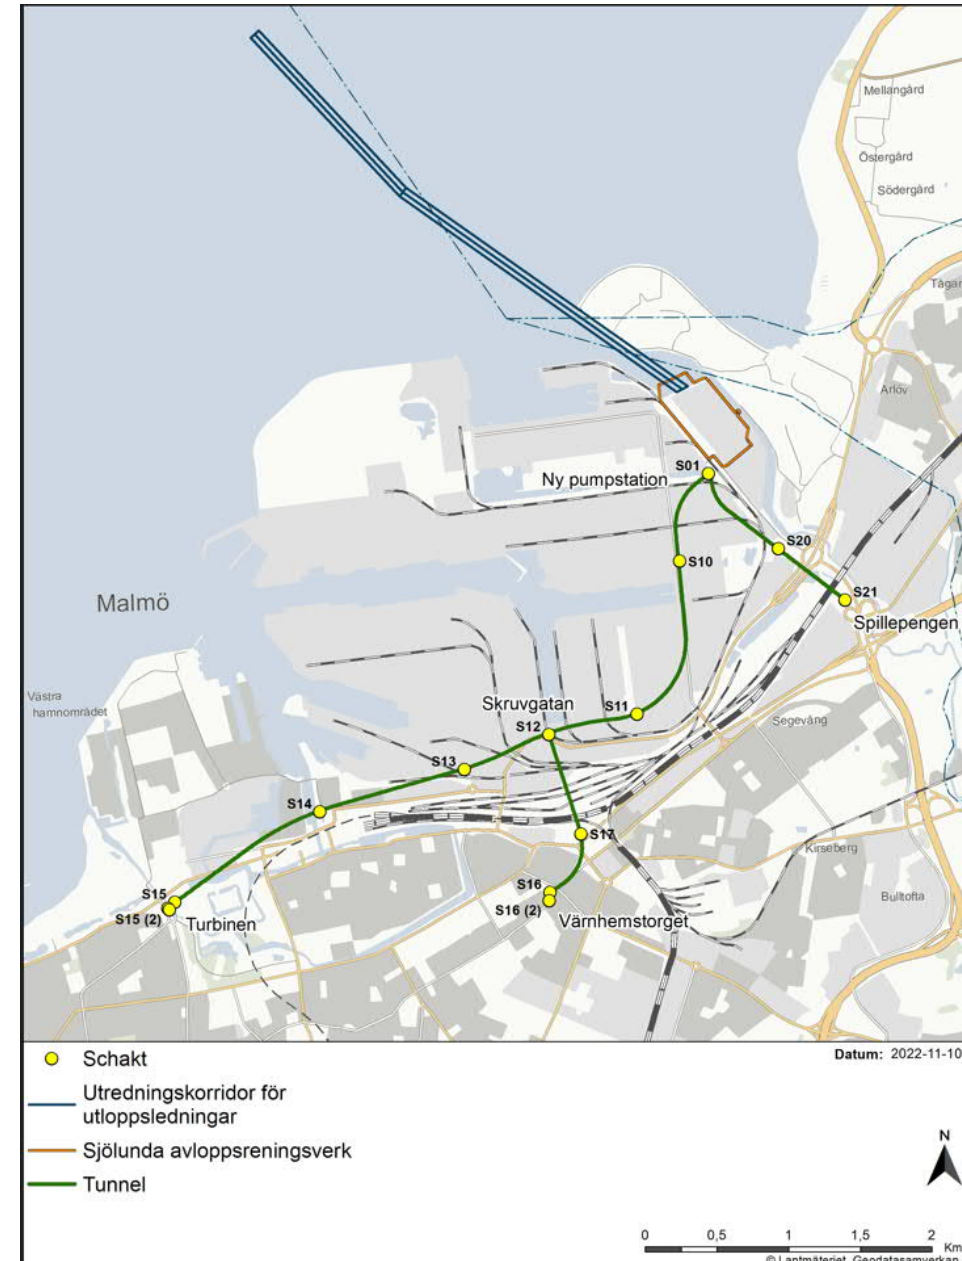 Mellangård
Östergård
Södergård
Arlöv
S01
Ny pumpstation
S20
S10
S21
Spillepengen
Malmö
Västra
hamnområdet
Skruvgatan
S12
S11
Segevång
S13
S14
S17
Kirseberg
S16
S16 (2)
Värnhemstorget
Bulltofta
S15
S15 (2)
Turbinen
Datum: 2022-11-10
Schakt
Utredningskorridor för
utloppsledningar
Sjölunda avloppsreningsverk
Tunnel
N
0 0,5 1 1,5 2
Km
© Lantmäteriet, Geodatasamverkan